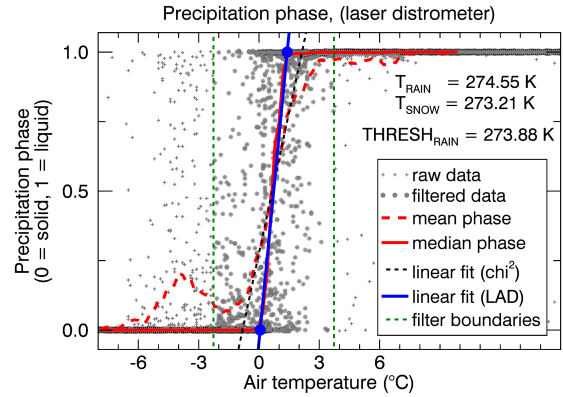 Precipitation phase, (laser distrometer)
Precipitation phase
(0 = solid, 1 = liquid)
1.0
0.5
0.0
T_RAIN = 274.55 K
T_SNOW = 273.21 K
THRESH_RAIN = 273.88 K
raw data
filtered data
mean phase
median phase
linear fit (chi²)
linear fit (LAD)
filter boundaries
-6 -3 0 3 6
Air temperature (°C)